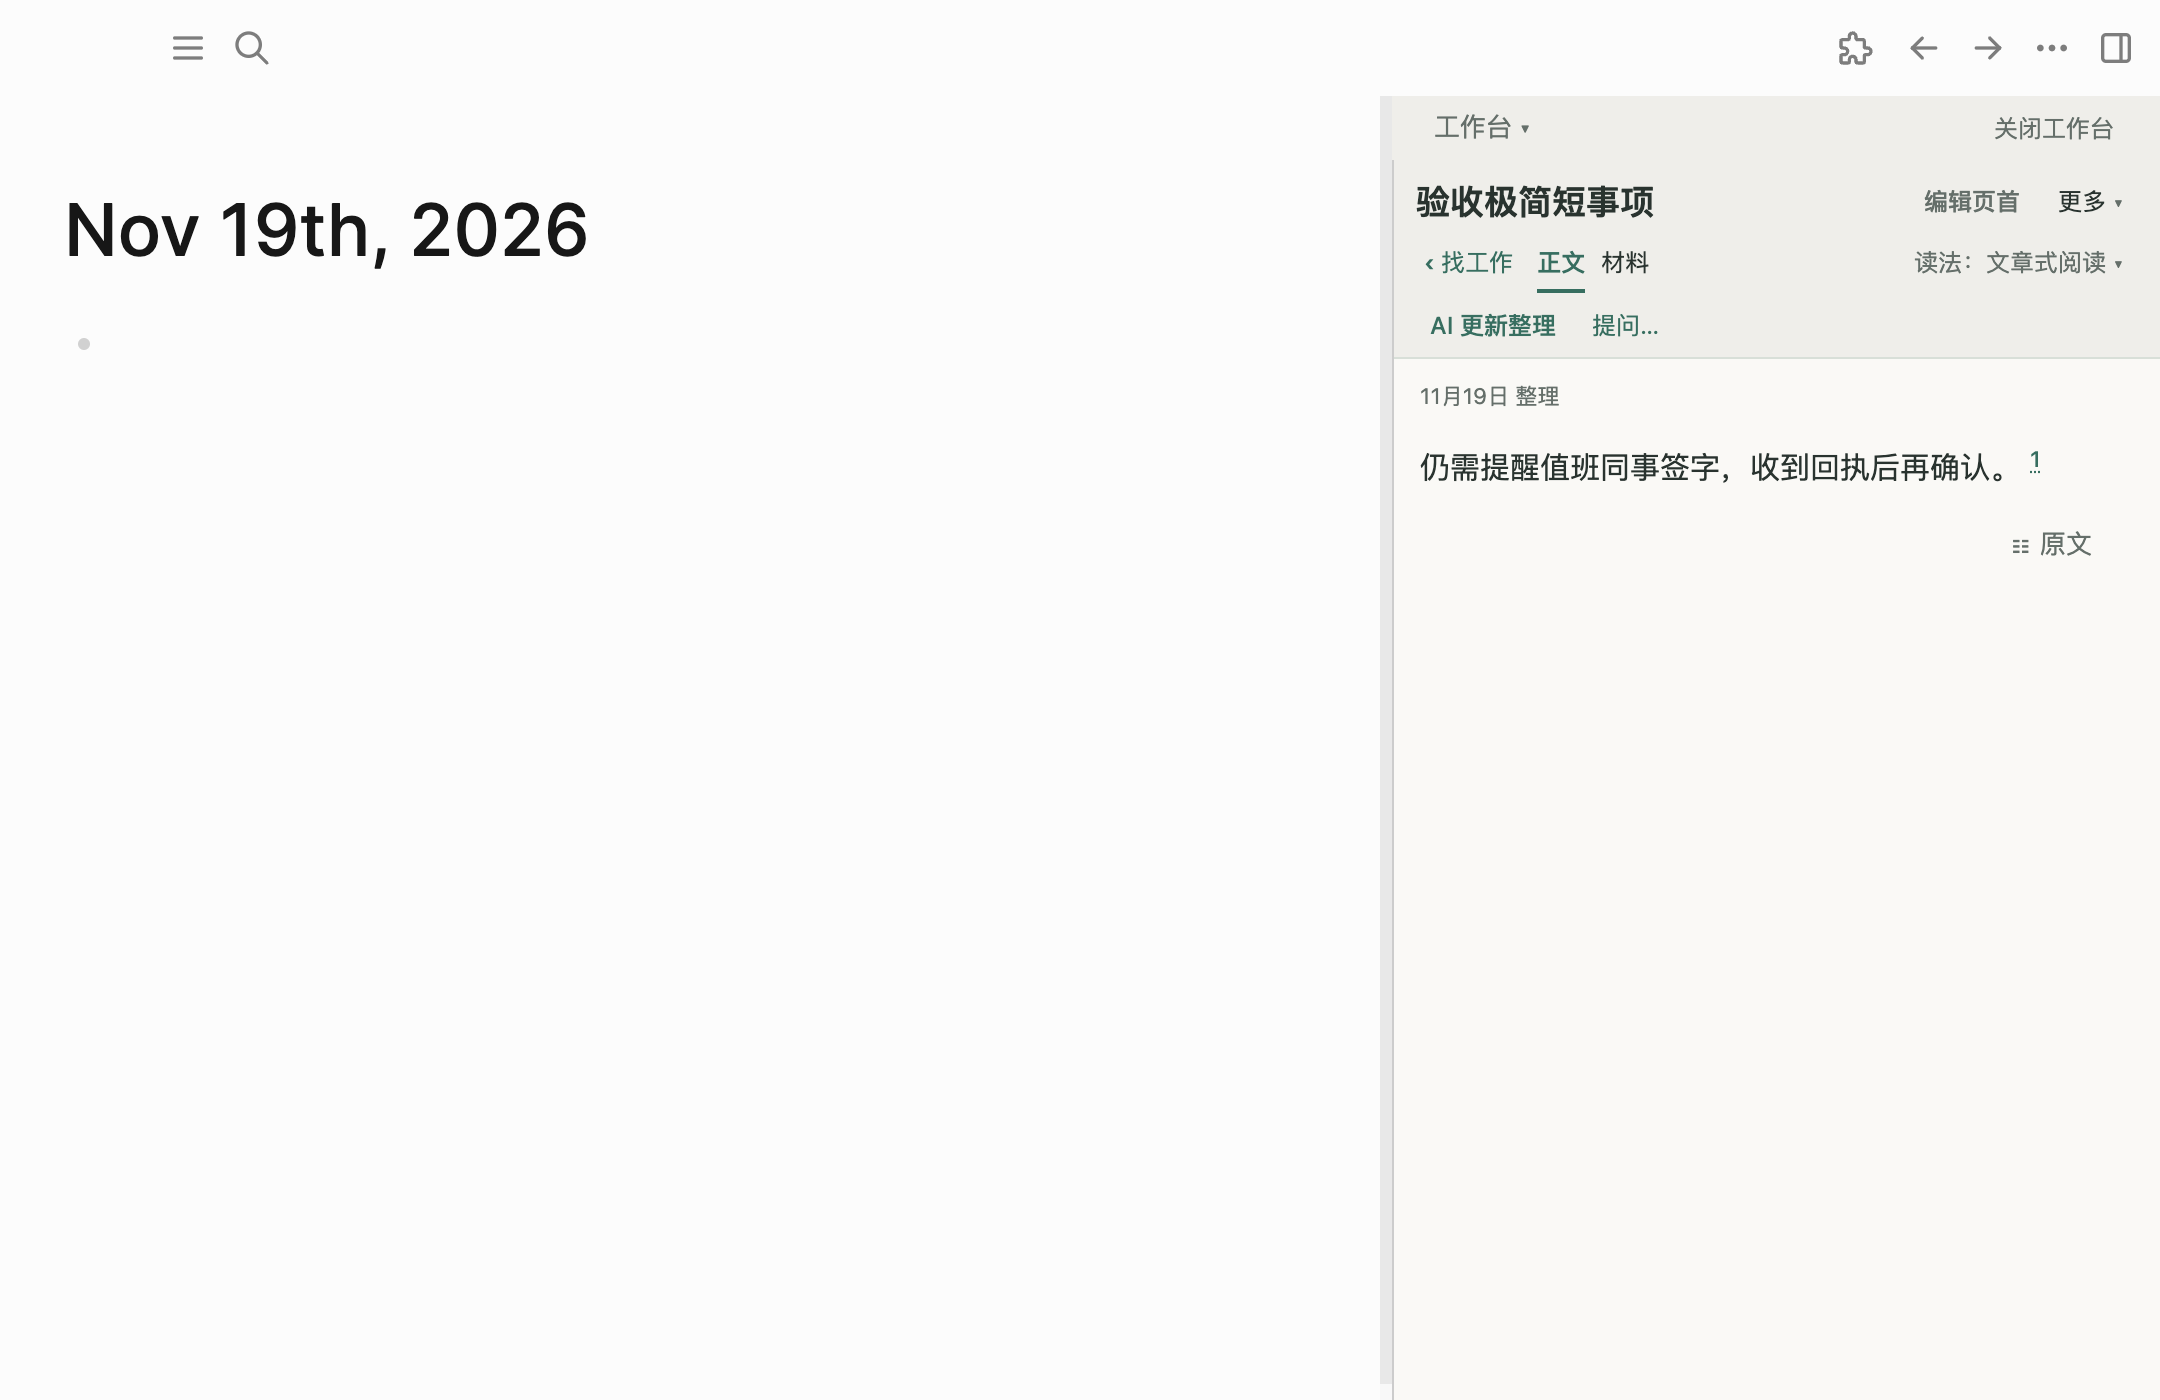 Nov 19th, 2026
工作台 ▾ 关闭工作台
验收极简短事项 编辑页首 更多 ▾
‹ 找工作 正文 材料 读法：文章式阅读 ▾
AI 更新整理 提问...
11月19日 整理
仍需提醒值班同事签字，收到回执后再确认。 1
原文